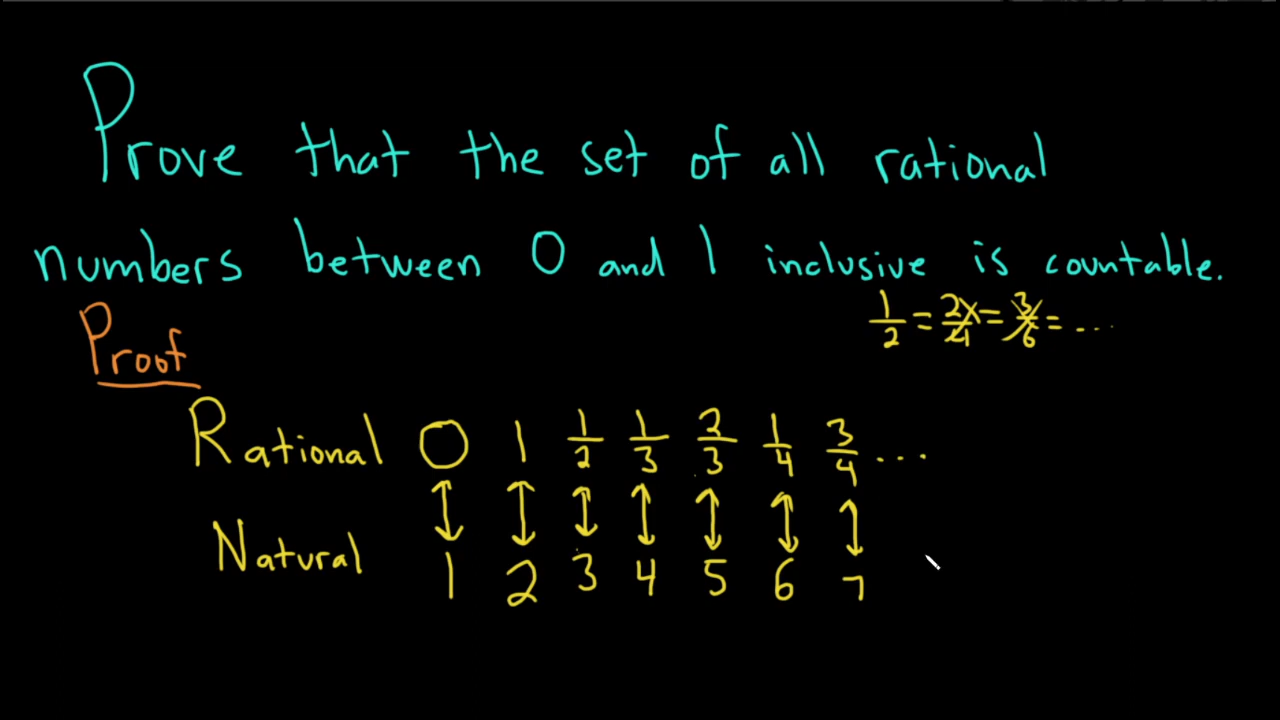 Prove that the set of all rational
numbers between 0 and 1 inclusive is countable.
Proof
1/2 = 2/4 = 3/6 = ...
Rational 0 1 1/2 1/3 2/3 1/4 3/4 ...
↕ ↕ ↕ ↕ ↕ ↕ ↕
Natural 1 2 3 4 5 6 7